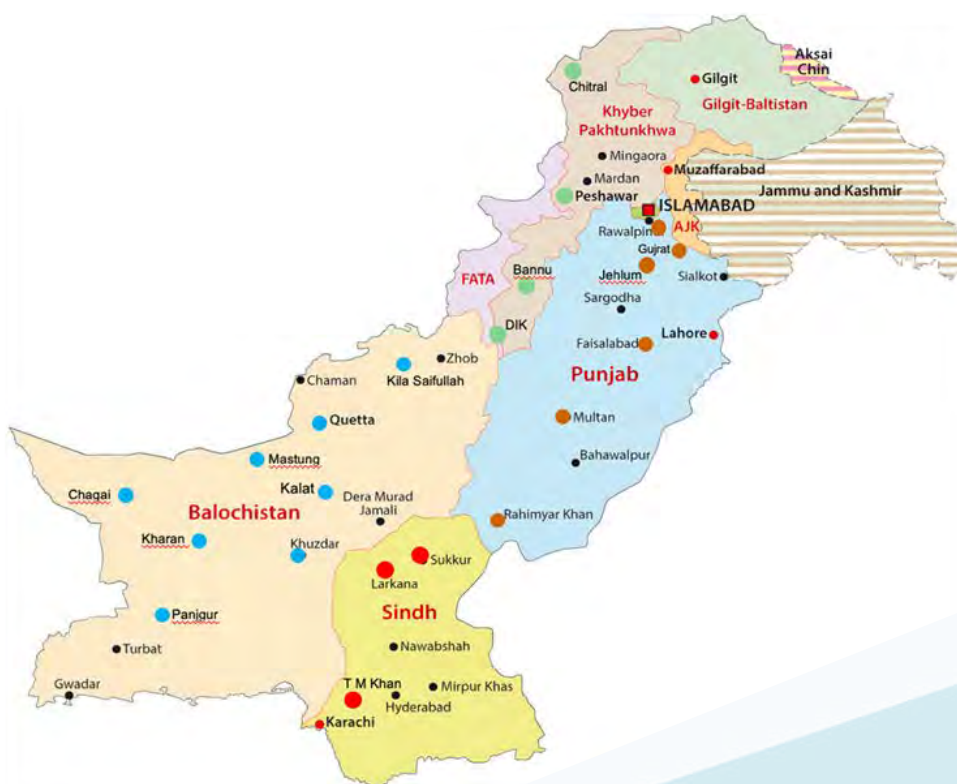 Aksai
Chin
Gilgit
Chitral
Gilgit-Baltistan
Khyber
Pakhtunkhwa
Mingaora
Muzaffarabad
Mardan
Jammu and Kashmir
Peshawar
ISLAMABAD
Rawalpin
AJK
Gujrat
Bannu
Jehlum
FATA
Sialkot
Sargodha
DIK
Lahore
Faisalabad
Zhob
Kila Saifullah
Punjab
Chaman
Quetta
Multan
Mastung
Bahawalpur
Kalat
Chagai
Dera Murad
Jamali
Balochistan
Rahimyar Khan
Kharan
Khuzdar
Sukkur
Larkana
Sindh
Panjgur
Nawabshah
Turbat
T M Khan
Mirpur Khas
Gwadar
Hyderabad
Karachi